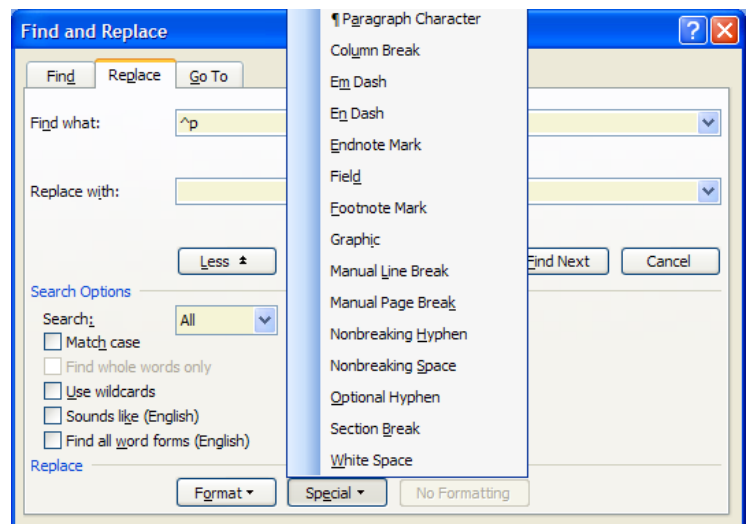 Find and Replace
Find Replace Go To
Find what: ^p
Replace with:
Less Find Next Cancel
Search Options
Search: All
Match case
Find whole words only
Use wildcards
Sounds like (English)
Find all word forms (English)
Replace
Format Special No Formatting
¶ Paragraph Character
Column Break
Em Dash
En Dash
Endnote Mark
Field
Footnote Mark
Graphic
Manual Line Break
Manual Page Break
Nonbreaking Hyphen
Nonbreaking Space
Optional Hyphen
Section Break
White Space